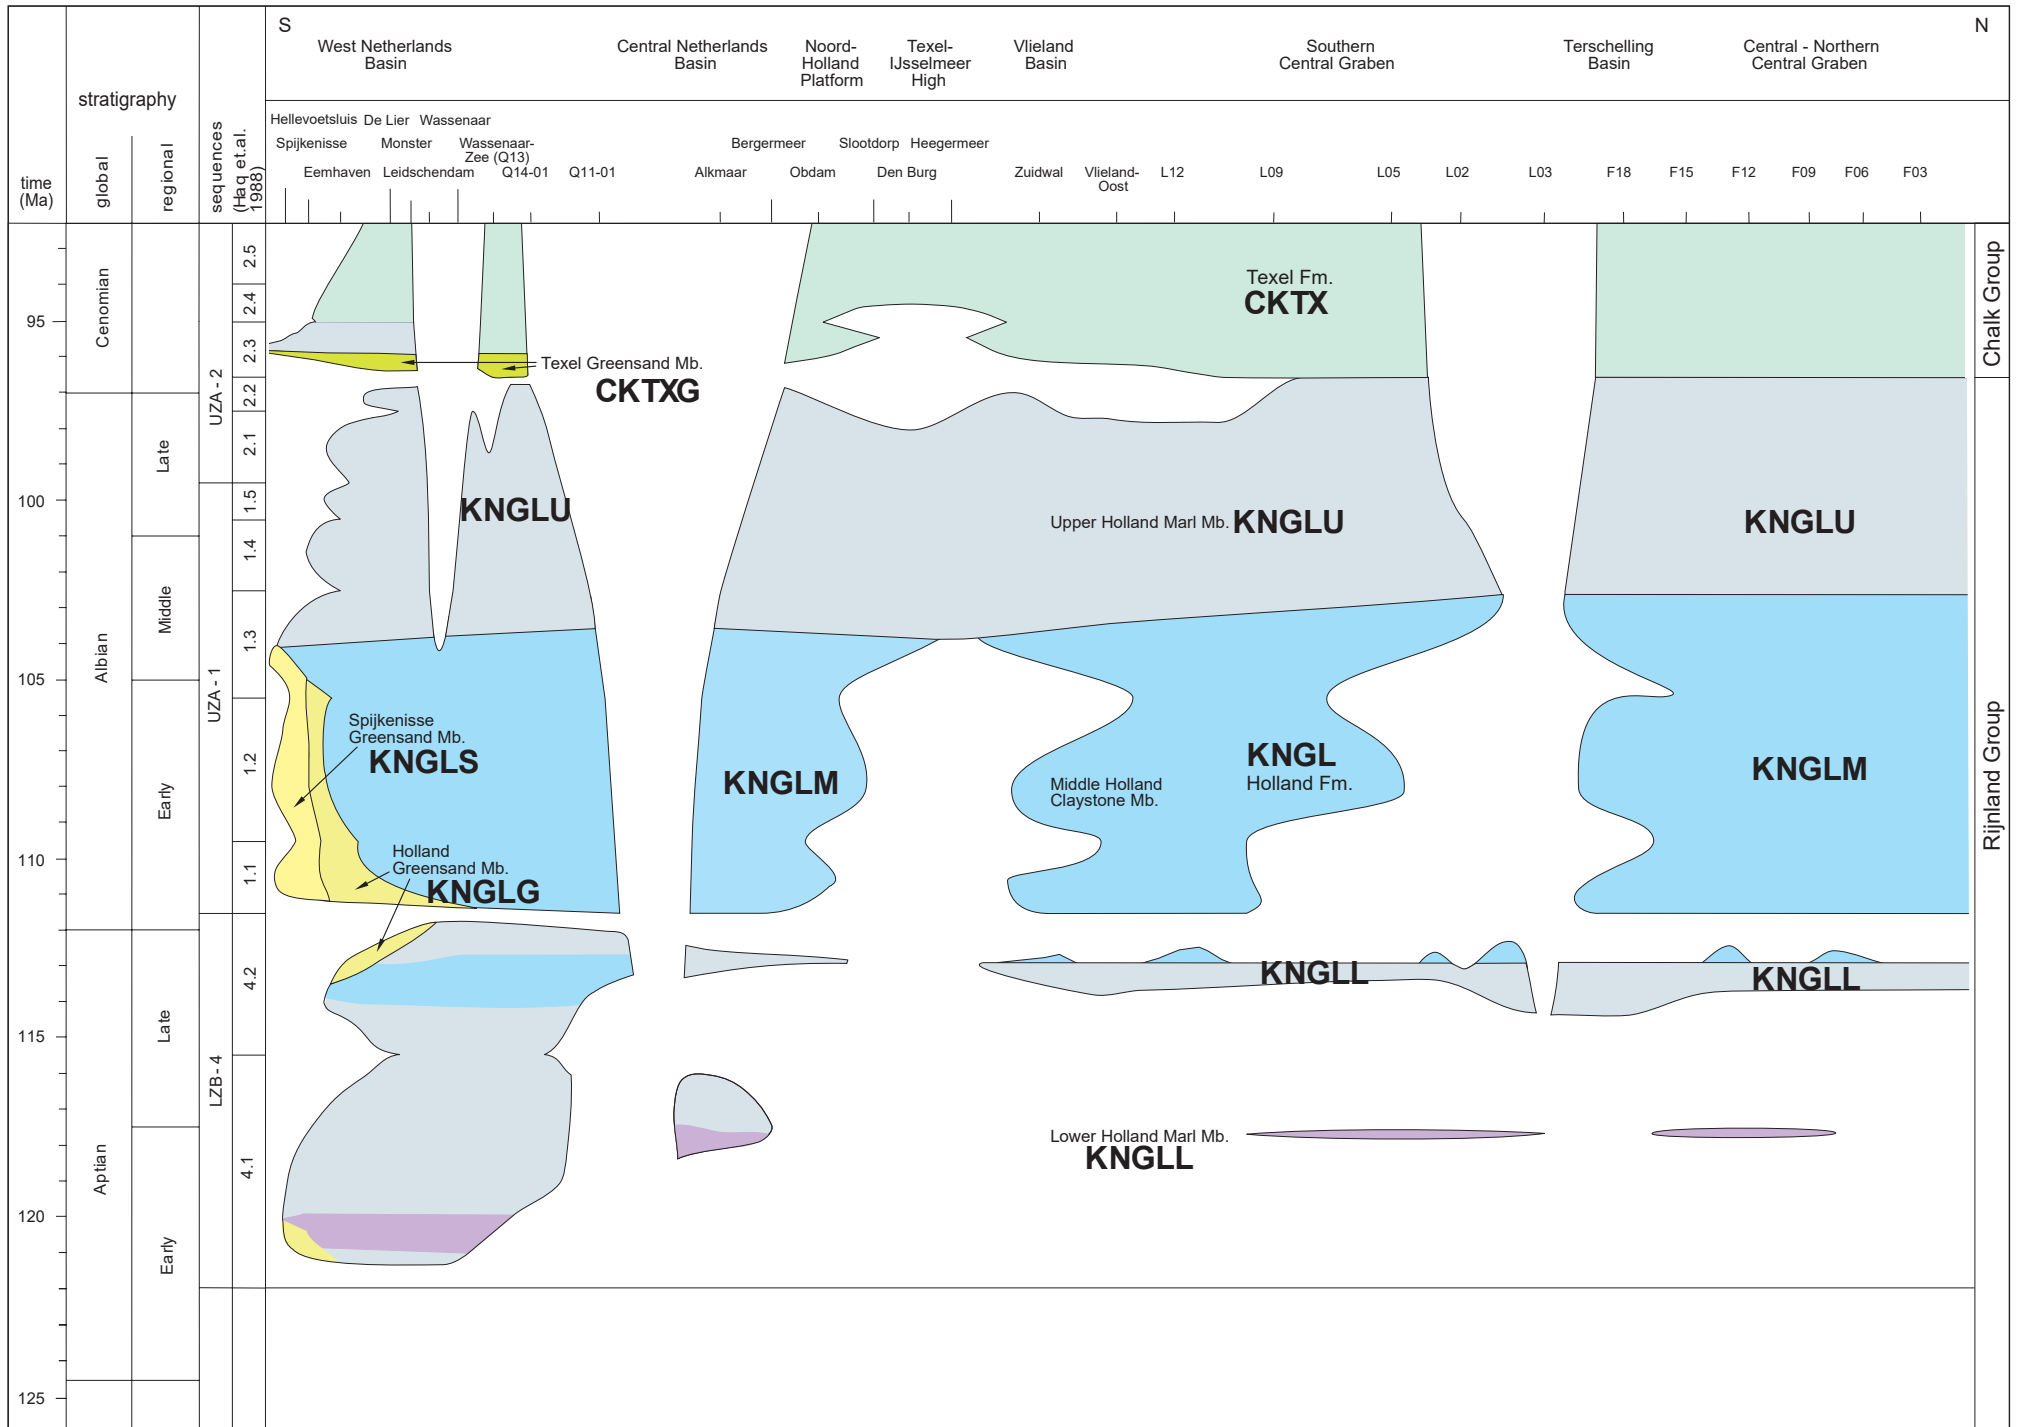 S
N
West Netherlands
Basin
Central Netherlands
Basin
Noord-
Holland
Platform
Texel-
IJsselmeer
High
Vlieland
Basin
Southern
Central Graben
Terschelling
Basin
Central - Northern
Central Graben
stratigraphy
time
(Ma)
global
regional
sequences
(Haq et.al.
1988)
Hellevoetsluis
De Lier
Wassenaar
Spijkenisse
Monster
Wassenaar-
Zee (Q13)
Bergermeer
Slootdorp
Heegermeer
Eemhaven
Leidschendam
Q14-01
Q11-01
Alkmaar
Obdam
Den Burg
Zuidwal
Vlieland-
Oost
L12
L09
L05
L02
L03
F18
F15
F12
F09
F06
F03
95
100
105
110
115
120
125
Cenomian
Albian
Aptian
Late
Middle
Early
Late
Early
UZA - 2
UZA - 1
LZB - 4
2.5
2.4
2.3
2.2
2.1
1.5
1.4
1.3
1.2
1.1
4.2
4.1
Texel Fm.
CKTX
Texel Greensand Mb.
CKTXG
KNGLU
Upper Holland Marl Mb.
KNGLU
KNGLU
Spijkenisse
Greensand Mb.
KNGLS
KNGLM
KNGL
Holland Fm.
Middle Holland
Claystone Mb.
KNGLM
Holland
Greensand Mb.
KNGLG
KNGLL
KNGLL
Lower Holland Marl Mb.
KNGLL
Chalk Group
Rijnland Group